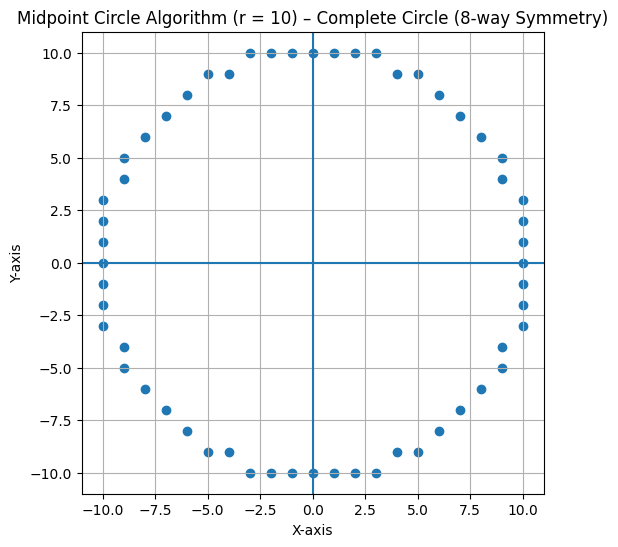 Midpoint Circle Algorithm (r = 10) – Complete Circle (8-way Symmetry)
10.0
7.5
5.0
2.5
0.0
−2.5
−5.0
−7.5
−10.0
Y-axis
−10.0 −7.5 −5.0 −2.5 0.0 2.5 5.0 7.5 10.0
X-axis